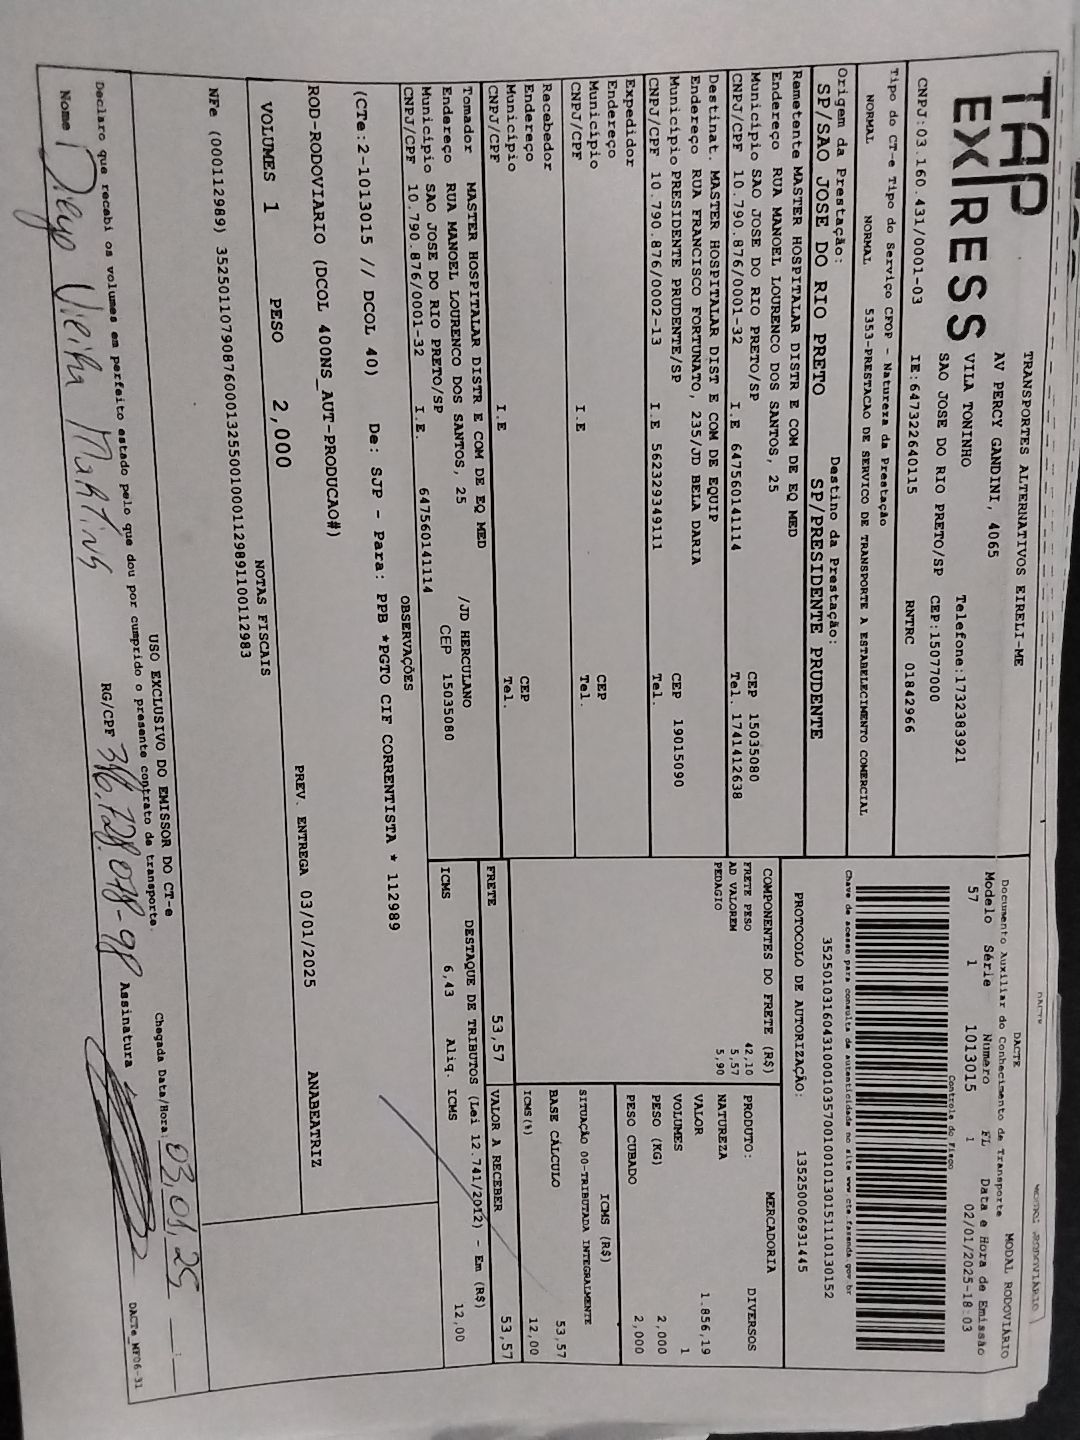 TAP
EXPRESS
TRANSPORTES ALTERNATIVOS EIRELI-ME
AV PERCY GANDINI, 4065
VILA TONINHO Telefone:1732383921
SAO JOSE DO RIO PRETO/SP CEP:15077000
CNPJ:03.160.431/0001-03 IE:647322640115 RNTRC 01842966
Tipo do CT-e Tipo do Serviço CFOP - Natureza da Prestação
NORMAL NORMAL 5353-PRESTACAO DE SERVICO DE TRANSPORTE A ESTABELECIMENTO COMERCIAL
Origem da Prestação: Destino da Prestação:
SP/SAO JOSE DO RIO PRETO SP/PRESIDENTE PRUDENTE
Remetente MASTER HOSPITALAR DISTR E COM DE EQ MED
Endereço RUA MANOEL LOURENCO DOS SANTOS, 25
Município SAO JOSE DO RIO PRETO/SP CEP 15035080
CNPJ/CPF 10.790.876/0001-32 I.E 647560141114 Tel. 1741412638
Destinat. MASTER HOSPITALAR DIST E COM DE EQUIP
Endereço RUA FRANCISCO FORTUNATO, 235/JD BELA DARIA
Município PRESIDENTE PRUDENTE/SP CEP 19015090
CNPJ/CPF 10.790.876/0002-13 I.E 562329349111 Tel.
Expedidor
Endereço
Município CEP
CNPJ/CPF I.E Tel.
Recebedor
Endereço
Município CEP
CNPJ/CPF I.E Tel.
Tomador MASTER HOSPITALAR DISTR E COM DE EQ MED
Endereço RUA MANOEL LOURENCO DOS SANTOS, 25 /JD HERCULANO
Município SAO JOSE DO RIO PRETO/SP CEP 15035080
CNPJ/CPF 10.790.876/0001-32 I.E. 647560141114
DACTE
Documento Auxiliar do Conhecimento de Transporte MODAL RODOVIÁRIO
Modelo Série Numero FL Data e Hora de Emissão
57 1 1013015 1 02/01/2025-18:03
Controle do Fisco
Chave de acesso para consulta de autenticidade no site www.cte.fazenda.gov.br
35250103160431000103570010010130151110130152
PROTOCOLO DE AUTORIZAÇÃO: 135250006931445
COMPONENTES DO FRETE (R$)
FRETE PESO 42,10
AD VALOREM 5,57
PEDAGIO 5,90
MERCADORIA
PRODUTO: DIVERSOS
NATUREZA
VALOR 1.856,19
VOLUMES 1
PESO (KG) 2,000
PESO CUBADO 2,000
ICMS (R$)
SITUAÇÃO 00-TRIBUTADA INTEGRALMENTE
BASE CÁLCULO 53,57
ICMS(%) 12,00
FRETE 53,57 VALOR A RECEBER 53,57
DESTAQUE DE TRIBUTOS (Lei 12.741/2012) - Em (R$)
ICMS 6,43 Aliq. ICMS 12,00
OBSERVAÇÕES
(CTe:2-1013015 // DCOL 40) De: SJP - Para: PPB *PGTO CIF CORRENTISTA * 112989
ROD-RODOVIARIO (DCOL 400NS_AUT-PRODUCAO#)
PREV. ENTREGA 03/01/2025 ANABEATRIZ
VOLUMES 1 PESO 2,000
NOTAS FISCAIS
NFe (000112989) 35250110790876000132550010001129891100112983
USO EXCLUSIVO DO EMISSOR DO CT-e
Declaro que recebi os volumes em perfeito estado pelo que dou por cumprido o presente contrato de transporte.
Chegada Data/Hora: 03,01,25
Nome Diego Vieira Martins RG/CPF Assinatura
DACTe_MF06-31